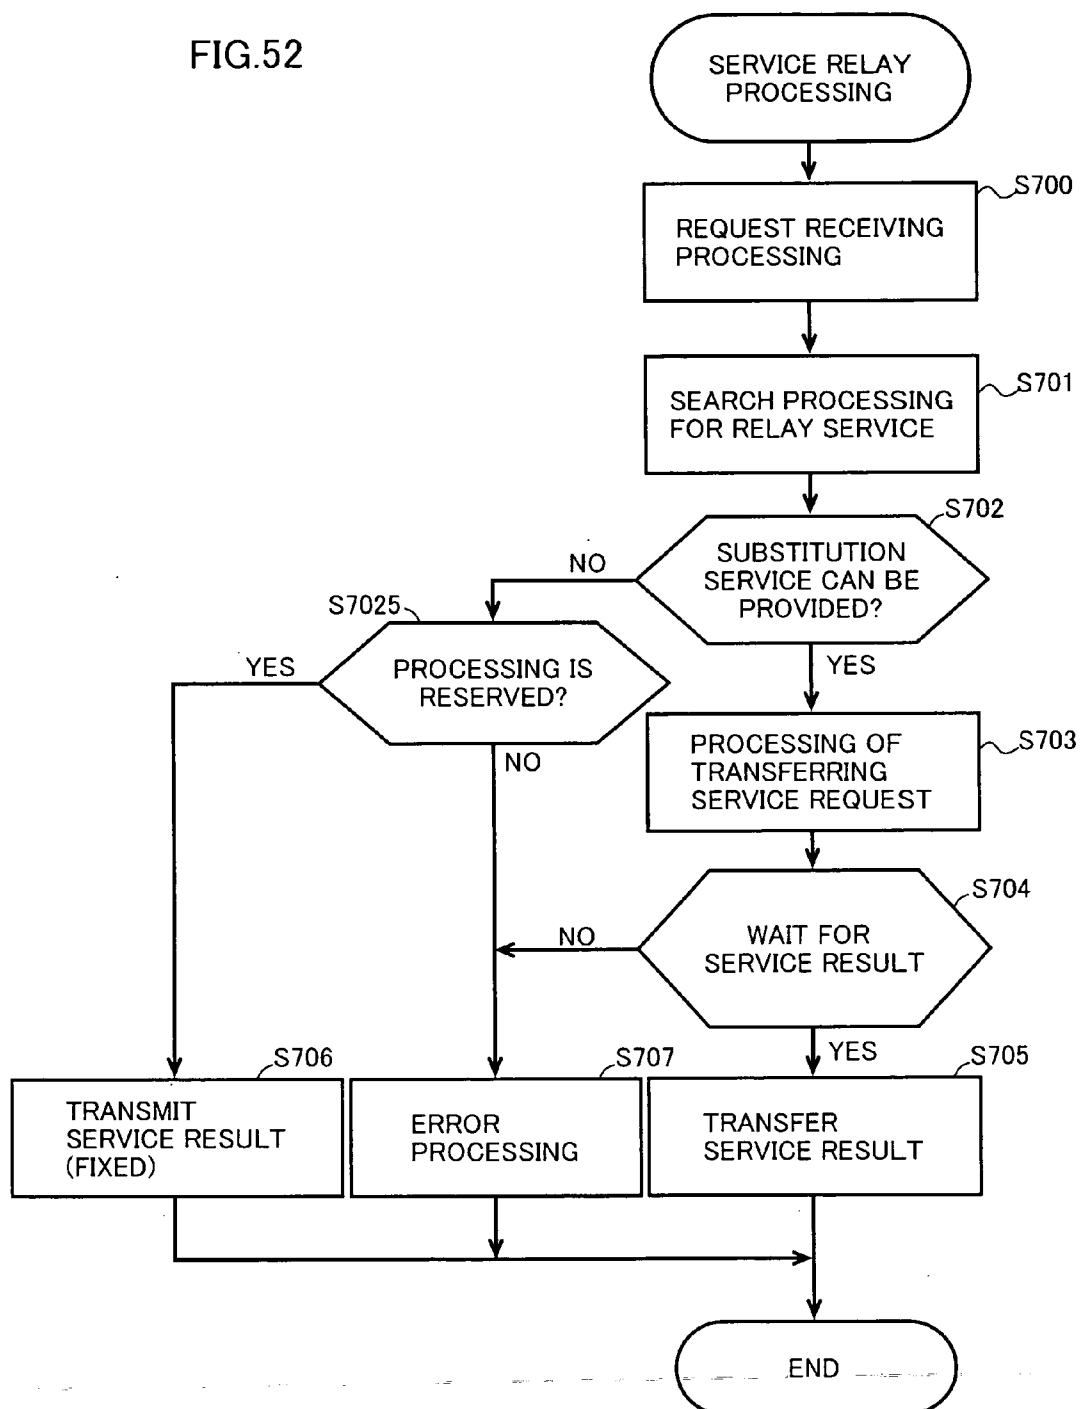 FIG.52
SERVICE RELAY
PROCESSING
S700
REQUEST RECEIVING
PROCESSING
S701
SEARCH PROCESSING
FOR RELAY SERVICE
S702
SUBSTITUTION
SERVICE CAN BE
PROVIDED?
NO
YES
S7025
PROCESSING IS
RESERVED?
YES
NO
S703
PROCESSING OF
TRANSFERRING
SERVICE REQUEST
S704
WAIT FOR
SERVICE RESULT
NO
YES
S706
TRANSMIT
SERVICE RESULT
(FIXED)
S707
ERROR
PROCESSING
S705
TRANSFER
SERVICE RESULT
END